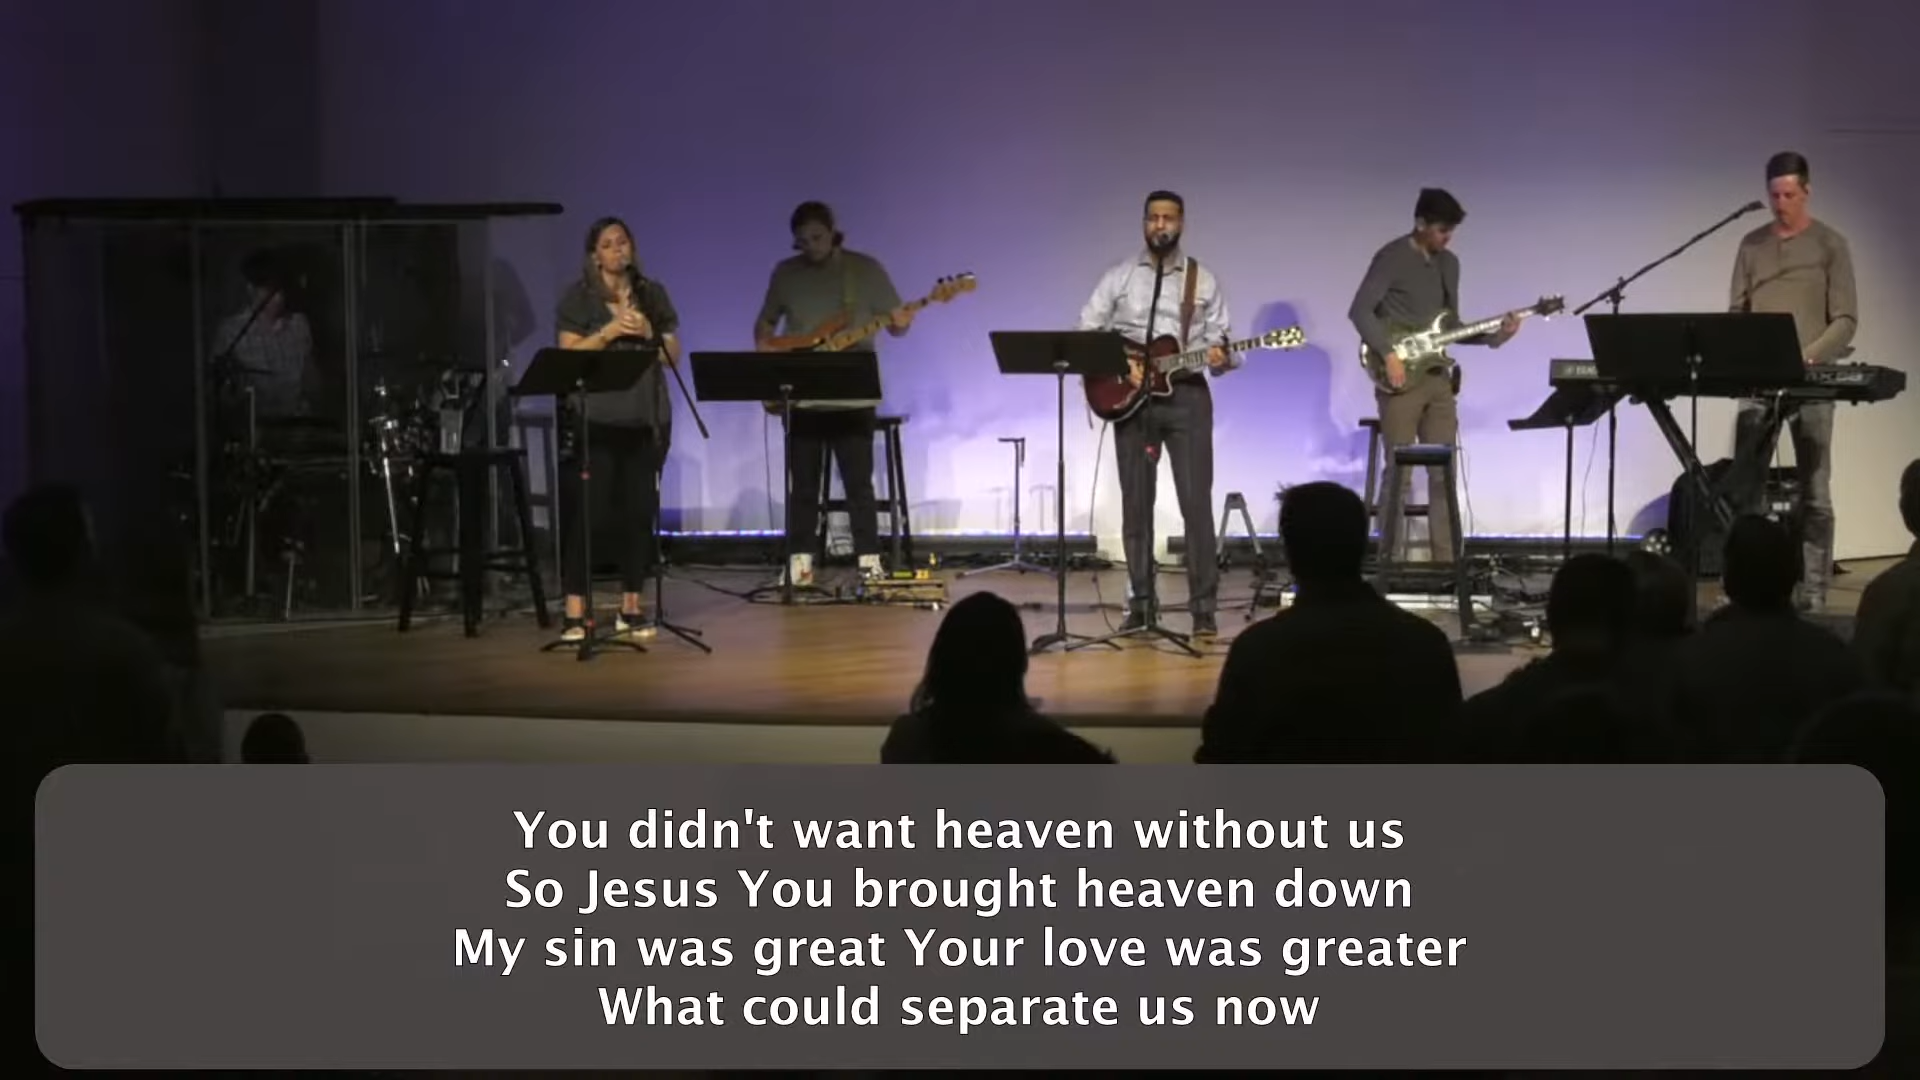 You didn't want heaven without us
So Jesus You brought heaven down
My sin was great Your love was greater
What could separate us now